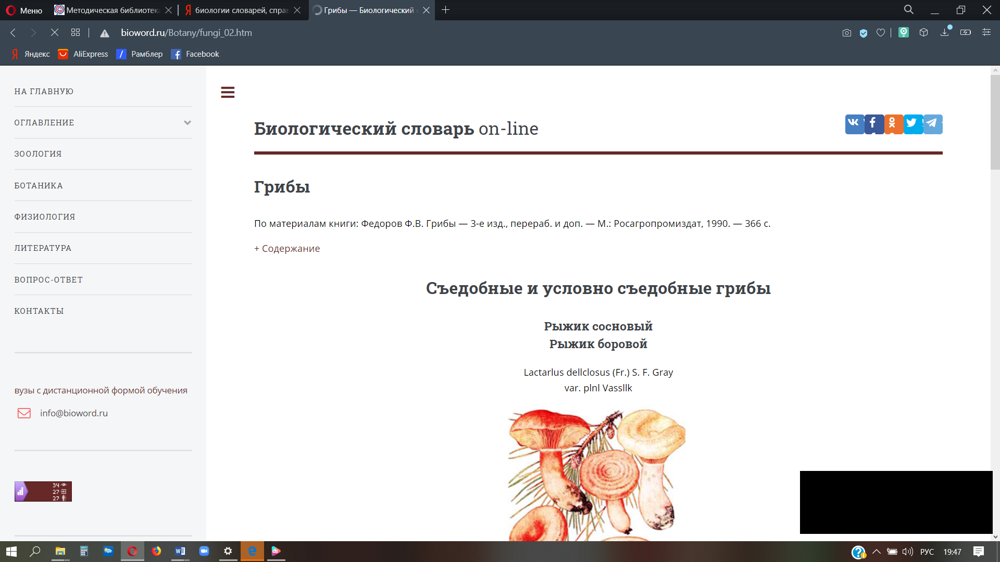 Меню
Методическая библиотека
биологии словарей, спра
Грибы — Биологический
bioword.ru/Botany/fungi_02.htm
Яндекс
AliExpress
Рамблер
Facebook
НА ГЛАВНУЮ
ОГЛАВЛЕНИЕ
ЗООЛОГИЯ
БОТАНИКА
ФИЗИОЛОГИЯ
ЛИТЕРАТУРА
ВОПРОС-ОТВЕТ
КОНТАКТЫ
вузы с дистанционной формой обучения
info@bioword.ru
34
27
27
Биологический словарь on-line
Грибы
По материалам книги: Федоров Ф.В. Грибы — 3-е изд., перераб. и доп. — М.: Росагропромиздат, 1990. — 366 с.
+ Содержание
Съедобные и условно съедобные грибы
Рыжик сосновый
Рыжик боровой
Lactarlus dellclosus (Fr.) S. F. Gray
var. plnl Vassllk
РУС
19:47